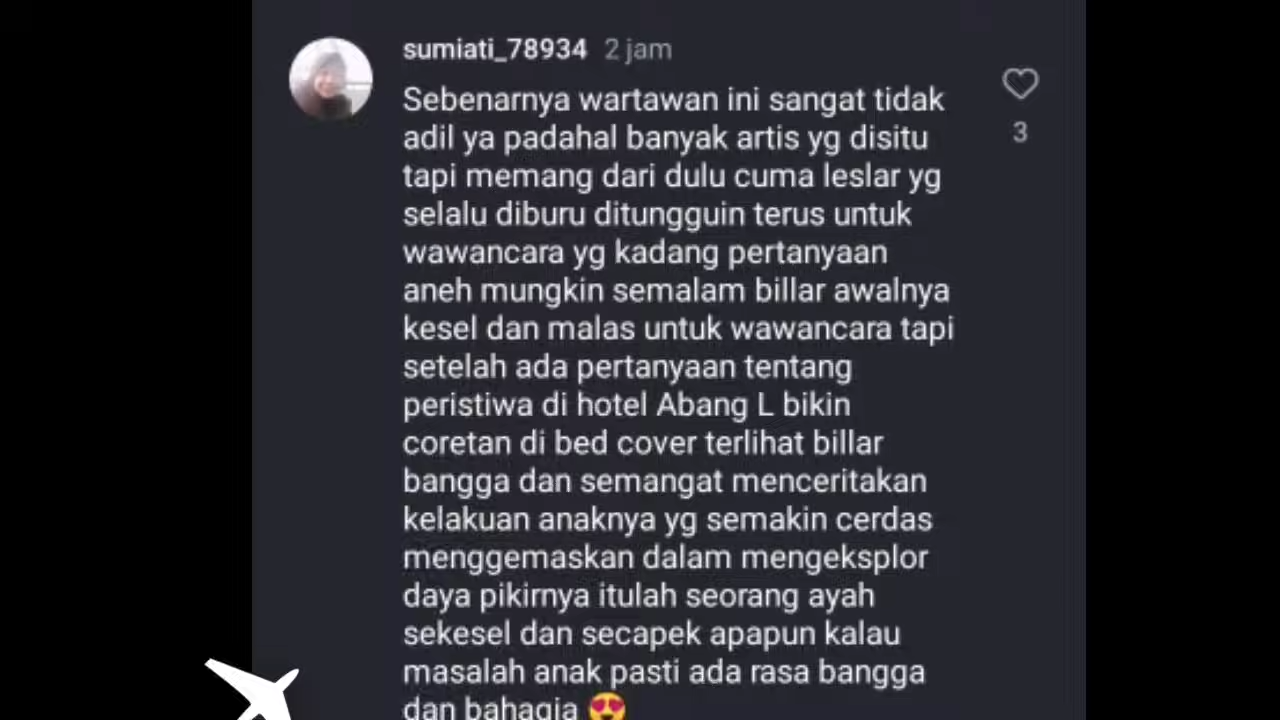 sumiati_78934 2 jam
Sebenarnya wartawan ini sangat tidak
adil ya padahal banyak artis yg disitu
tapi memang dari dulu cuma leslar yg
selalu diburu ditungguin terus untuk
wawancara yg kadang pertanyaan
aneh mungkin semalam billar awalnya
kesel dan malas untuk wawancara tapi
setelah ada pertanyaan tentang
peristiwa di hotel Abang L bikin
coretan di bed cover terlihat billar
bangga dan semangat menceritakan
kelakuan anaknya yg semakin cerdas
menggemaskan dalam mengeksplor
daya pikirnya itulah seorang ayah
sekesel dan secapek apapun kalau
masalah anak pasti ada rasa bangga
dan bahagia 😍
3